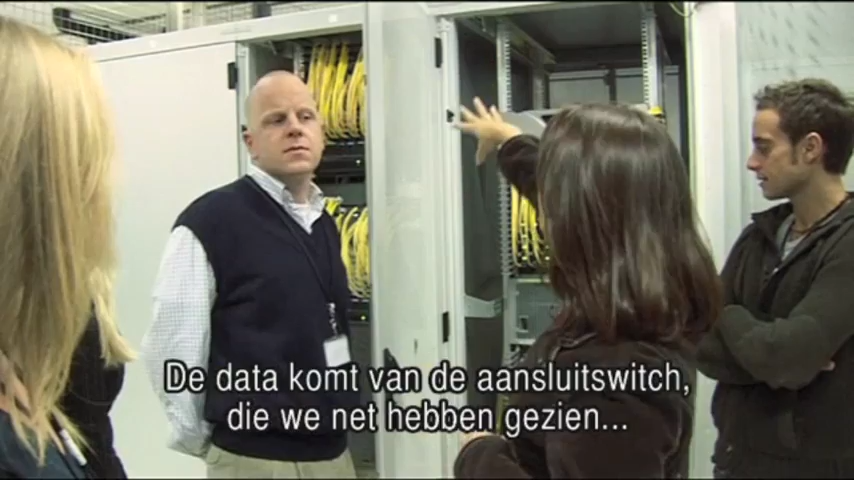 De data komt van de aansluitswitch,
die we net hebben gezien...